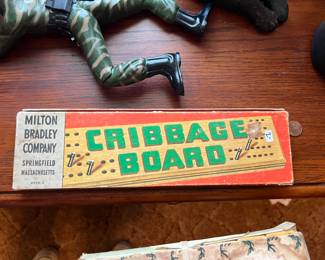 MILTON
BRADLEY
COMPANY
SPRINGFIELD
MASSACHUSETTS
CRIBBAGE
BOARD